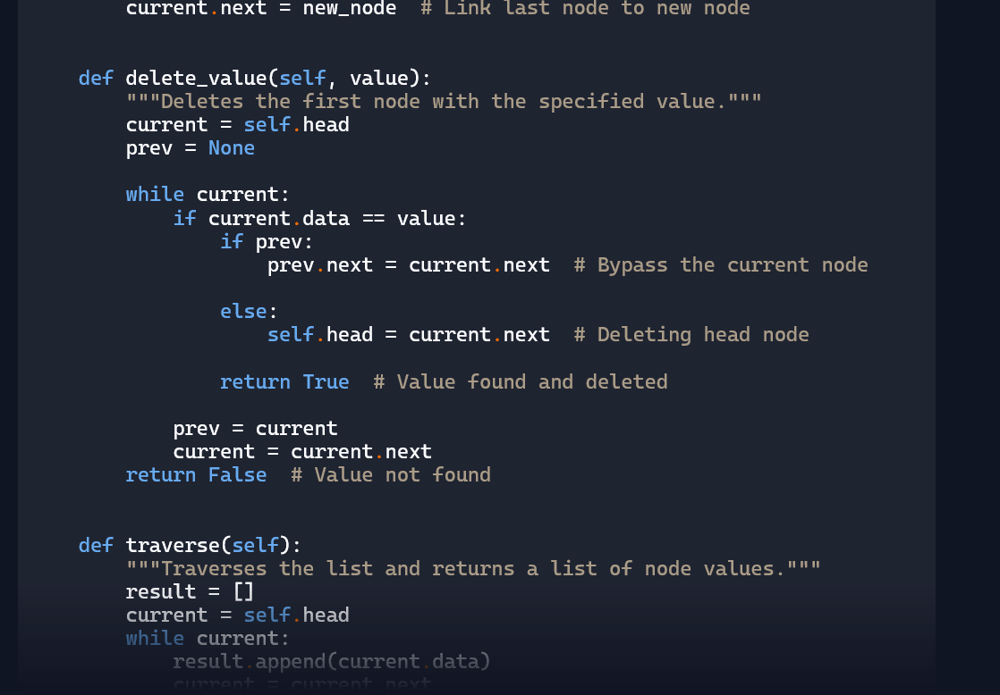 current.next = new_node  # Link last node to new node
def delete_value(self, value):
"""Deletes the first node with the specified value."""
current = self.head
prev = None
while current:
if current.data == value:
if prev:
prev.next = current.next  # Bypass the current node
else:
self.head = current.next  # Deleting head node
return True  # Value found and deleted
prev = current
current = current.next
return False  # Value not found
def traverse(self):
"""Traverses the list and returns a list of node values."""
result = []
current = self.head
while current:
result.append(current.data)
current = current.next